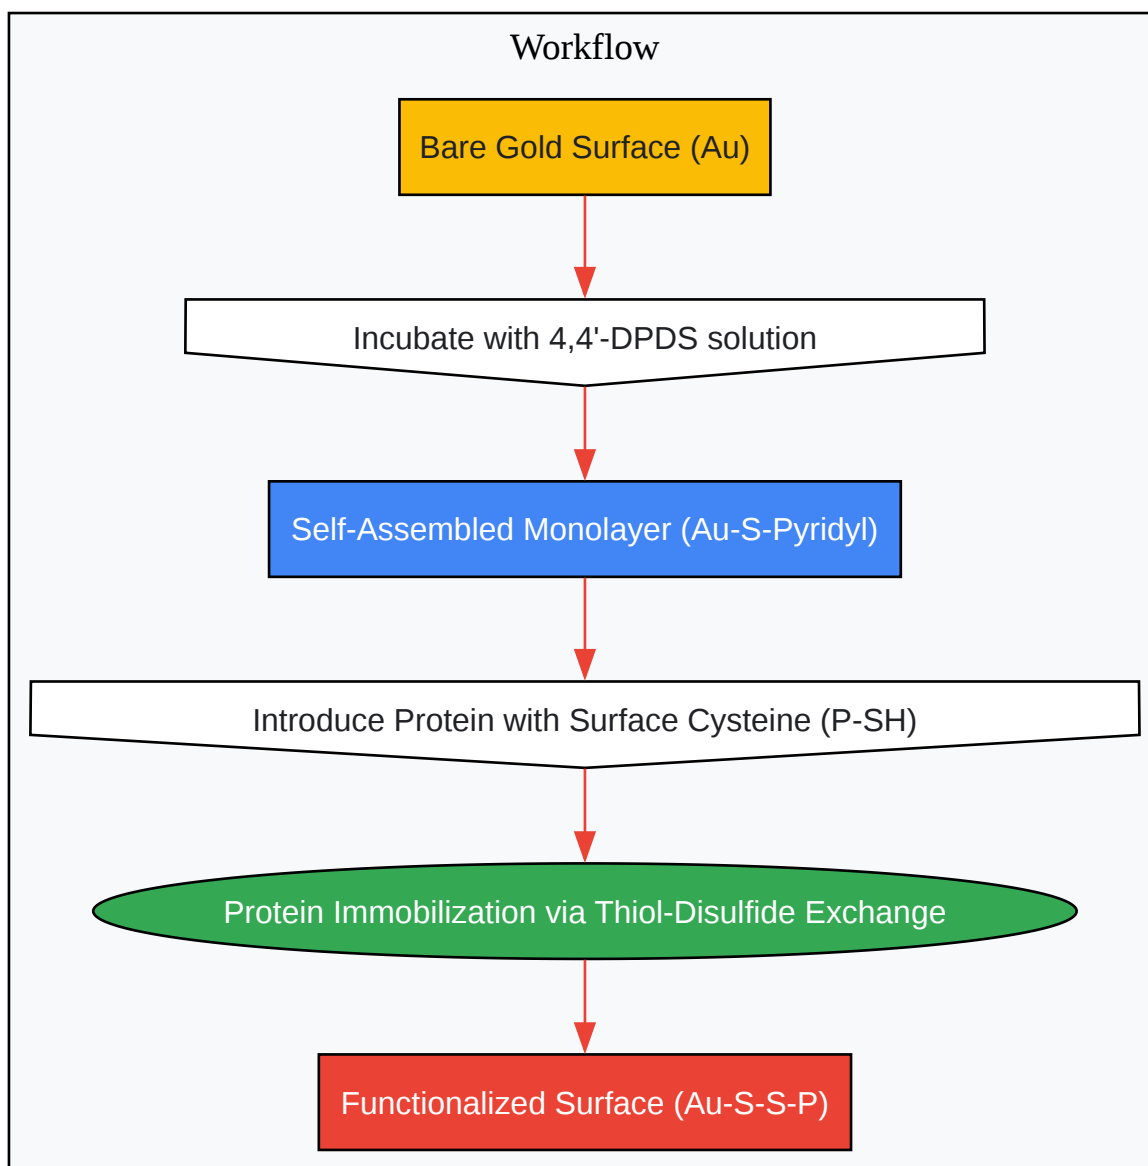 Workflow
Bare Gold Surface (Au)
Incubate with 4,4'-DPDS solution
Self-Assembled Monolayer (Au-S-Pyridyl)
Introduce Protein with Surface Cysteine (P-SH)
Protein Immobilization via Thiol-Disulfide Exchange
Functionalized Surface (Au-S-S-P)